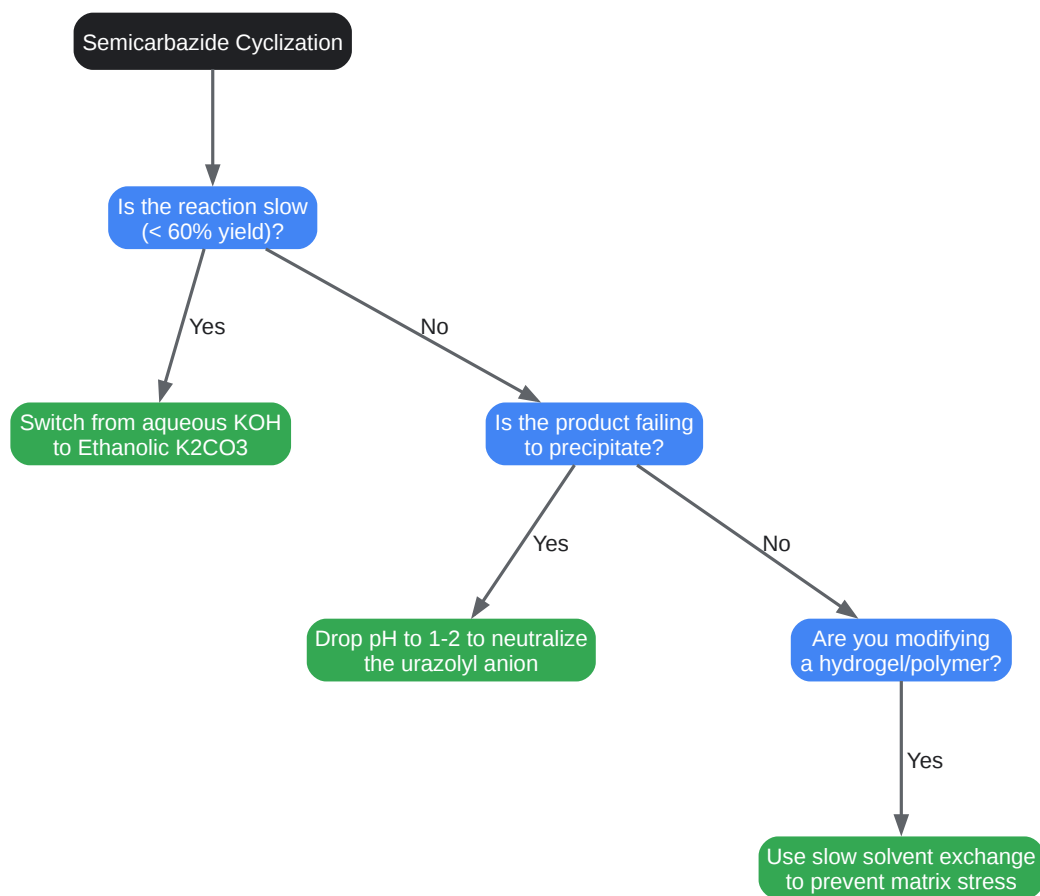 Semicarbazide Cyclization
Is the reaction slow
(< 60% yield)?
Yes
No
Switch from aqueous KOH
to Ethanolic K2CO3
Is the product failing
to precipitate?
Yes
No
Drop pH to 1-2 to neutralize
the urazolyl anion
Are you modifying
a hydrogel/polymer?
Yes
Use slow solvent exchange
to prevent matrix stress